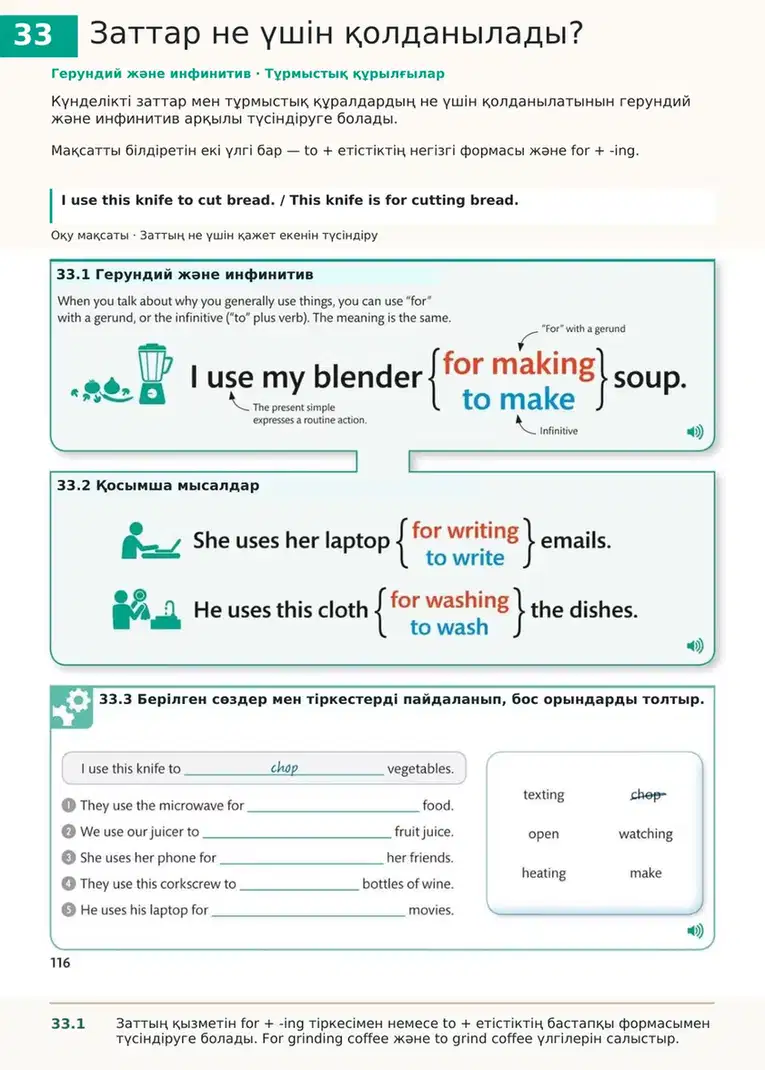 33 Заттар не үшін қолданылады?
Герундий және инфинитив · Тұрмыстық құрылғылар
Күнделікті заттар мен тұрмыстық құралдардың не үшін қолданылатынын герундий
және инфинитив арқылы түсіндіруге болады.
Мақсатты білдіретін екі үлгі бар — to + етістіктің негізгі формасы және for + -ing.
I use this knife to cut bread. / This knife is for cutting bread.
Оқу мақсаты · Заттың не үшін қажет екенін түсіндіру
33.1 Герундий және инфинитив
When you talk about why you generally use things, you can use “for”
with a gerund, or the infinitive (“to” plus verb). The meaning is the same.
“For” with a gerund
I use my blender { for making } soup.
to make
The present simple
expresses a routine action.
Infinitive
33.2 Қосымша мысалдар
She uses her laptop { for writing } emails.
to write
He uses this cloth { for washing } the dishes.
to wash
33.3 Берілген сөздер мен тіркестерді пайдаланып, бос орындарды толтыр.
I use this knife to chop vegetables.
1 They use the microwave for ____ food.
2 We use our juicer to ____ fruit juice.
3 She uses her phone for ____ her friends.
4 They use this corkscrew to ____ bottles of wine.
5 He uses his laptop for ____ movies.
texting chop
open watching
heating make
116
33.1 Заттың қызметін for + -ing тіркесімен немесе to + етістіктің бастапқы формасымен
түсіндіруге болады. For grinding coffee және to grind coffee үлгілерін салыстыр.